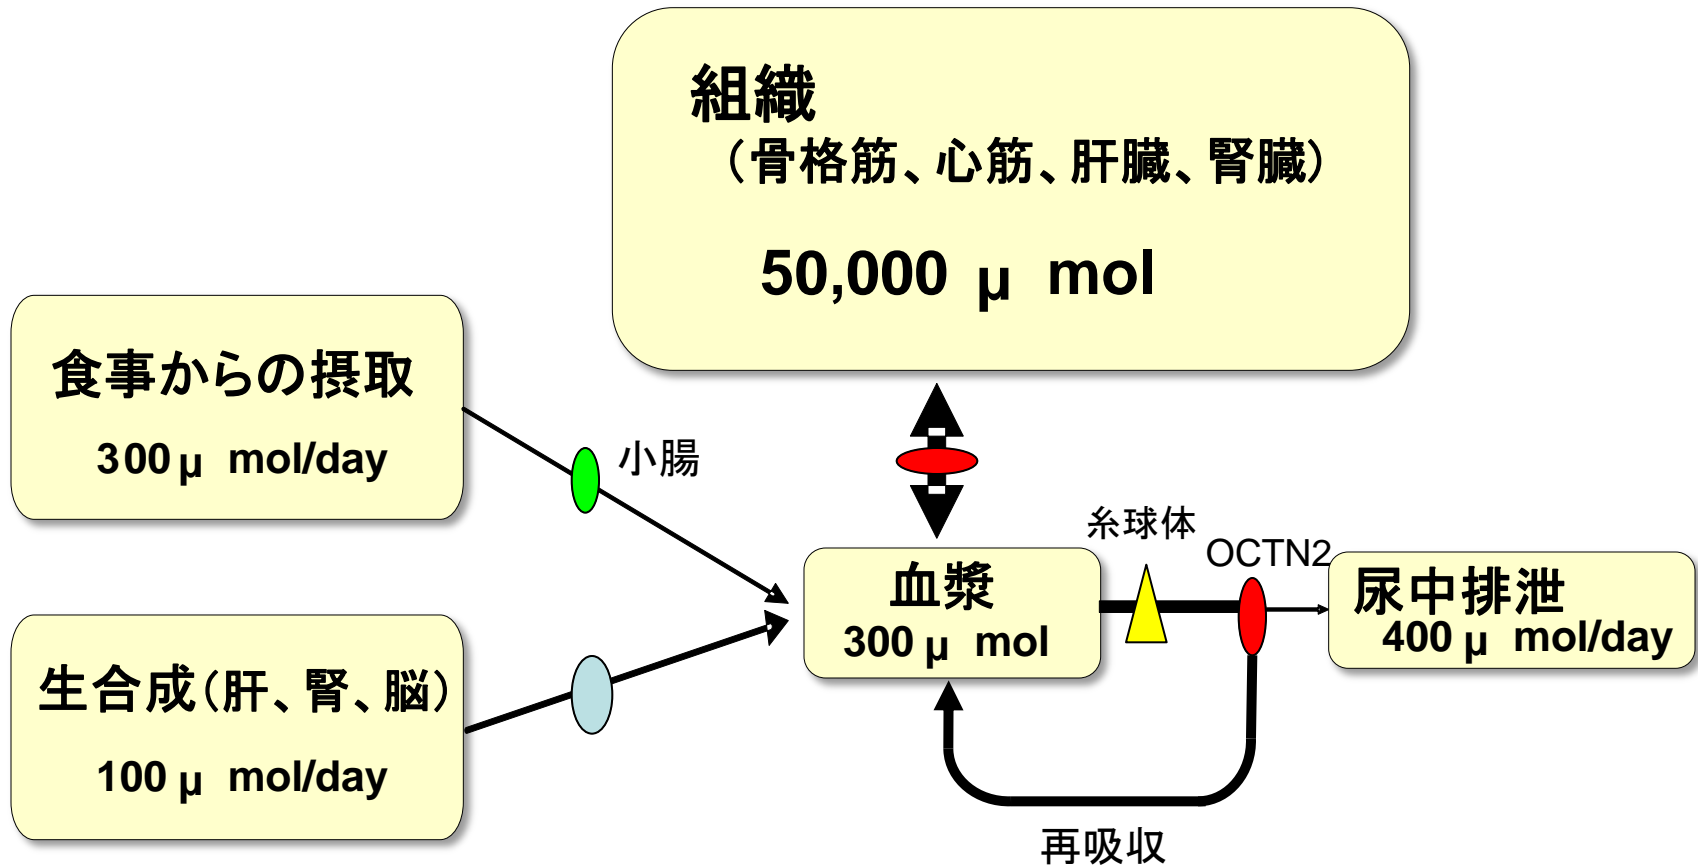 組織
（骨格筋、心筋、肝臓、腎臓）
50,000 μ mol
食事からの摂取
300 μ mol/day
小腸
生合成（肝、腎、脳）
100 μ mol/day
血漿
300 μ mol
糸球体
OCTN2
尿中排泄
400 μ mol/day
再吸収